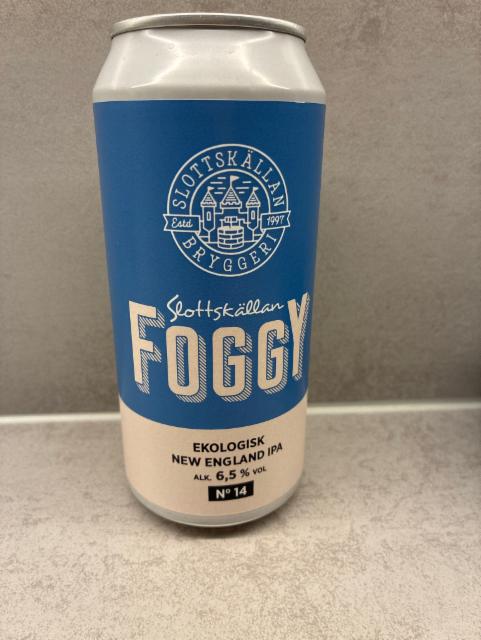 SLOTTSKÄLLAN
Estd 1997
BRYGGERI
Slottskällan
FOGGY
EKOLOGISK
NEW ENGLAND IPA
ALK. 6,5 % VOL
Nº 14